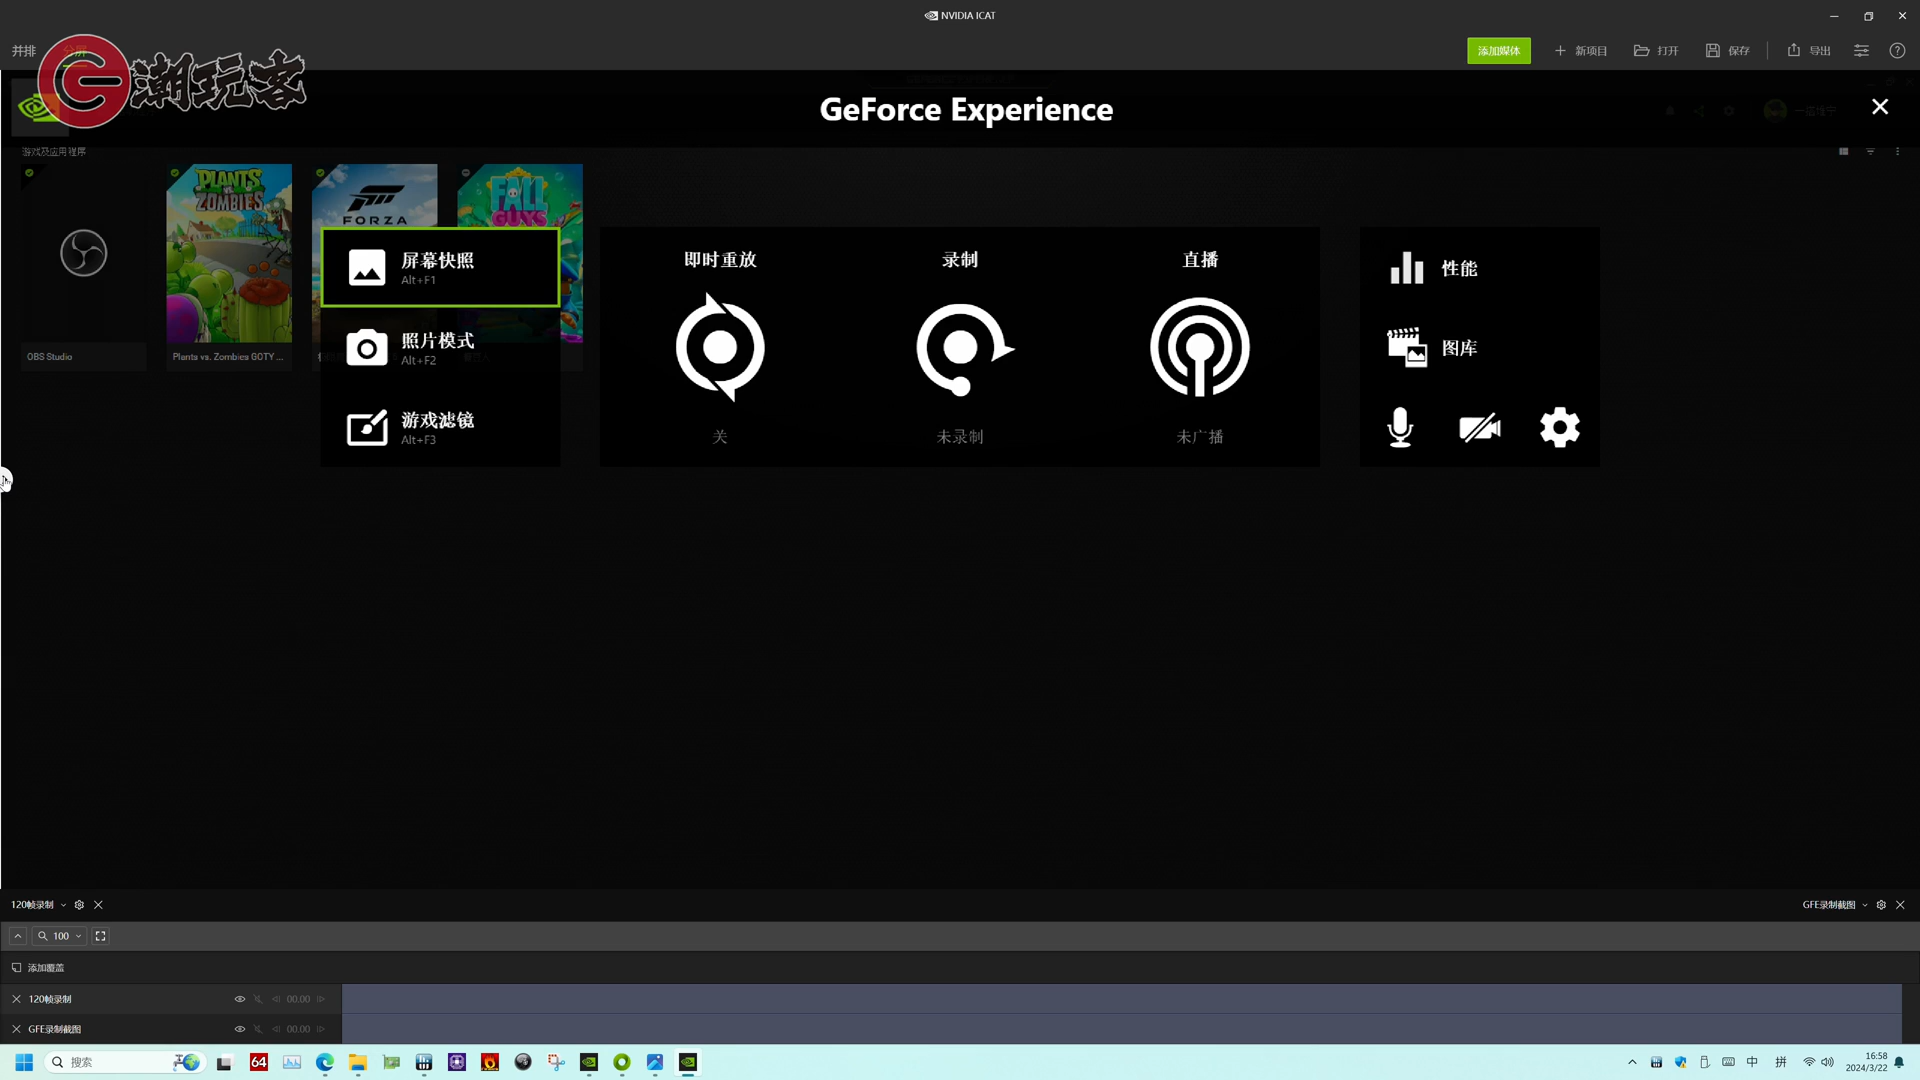 NVIDIA ICAT
并排
分屏
添加媒体
新项目
打开
保存
导出
潮玩客
GeForce Experience
游戏及应用程序
PLANTS VS. ZOMBIES
FORZA
FALL GUYS
OBS Studio
Plants vs. Zombies GOTY ...
屏幕快照
Alt+F1
照片模式
Alt+F2
游戏滤镜
Alt+F3
即时重放
录制
直播
关
未录制
未广播
性能
图库
120帧录制
GFE录制截图
100
添加覆盖
120帧录制
00.00
GFE录制截图
00.00
搜索
64
中
拼
16:58
2024/3/22